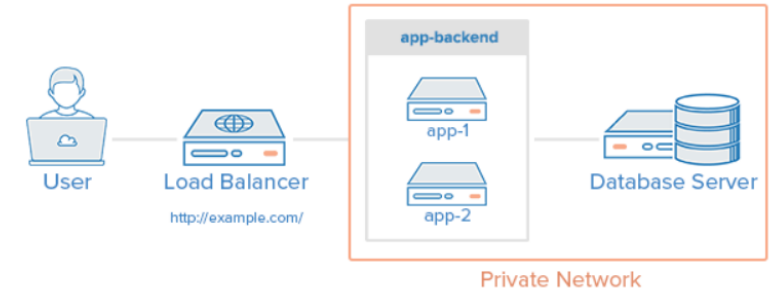 app-backend
app-1
app-2
User
Load Balancer
Database Server
http://example.com/
Private Network